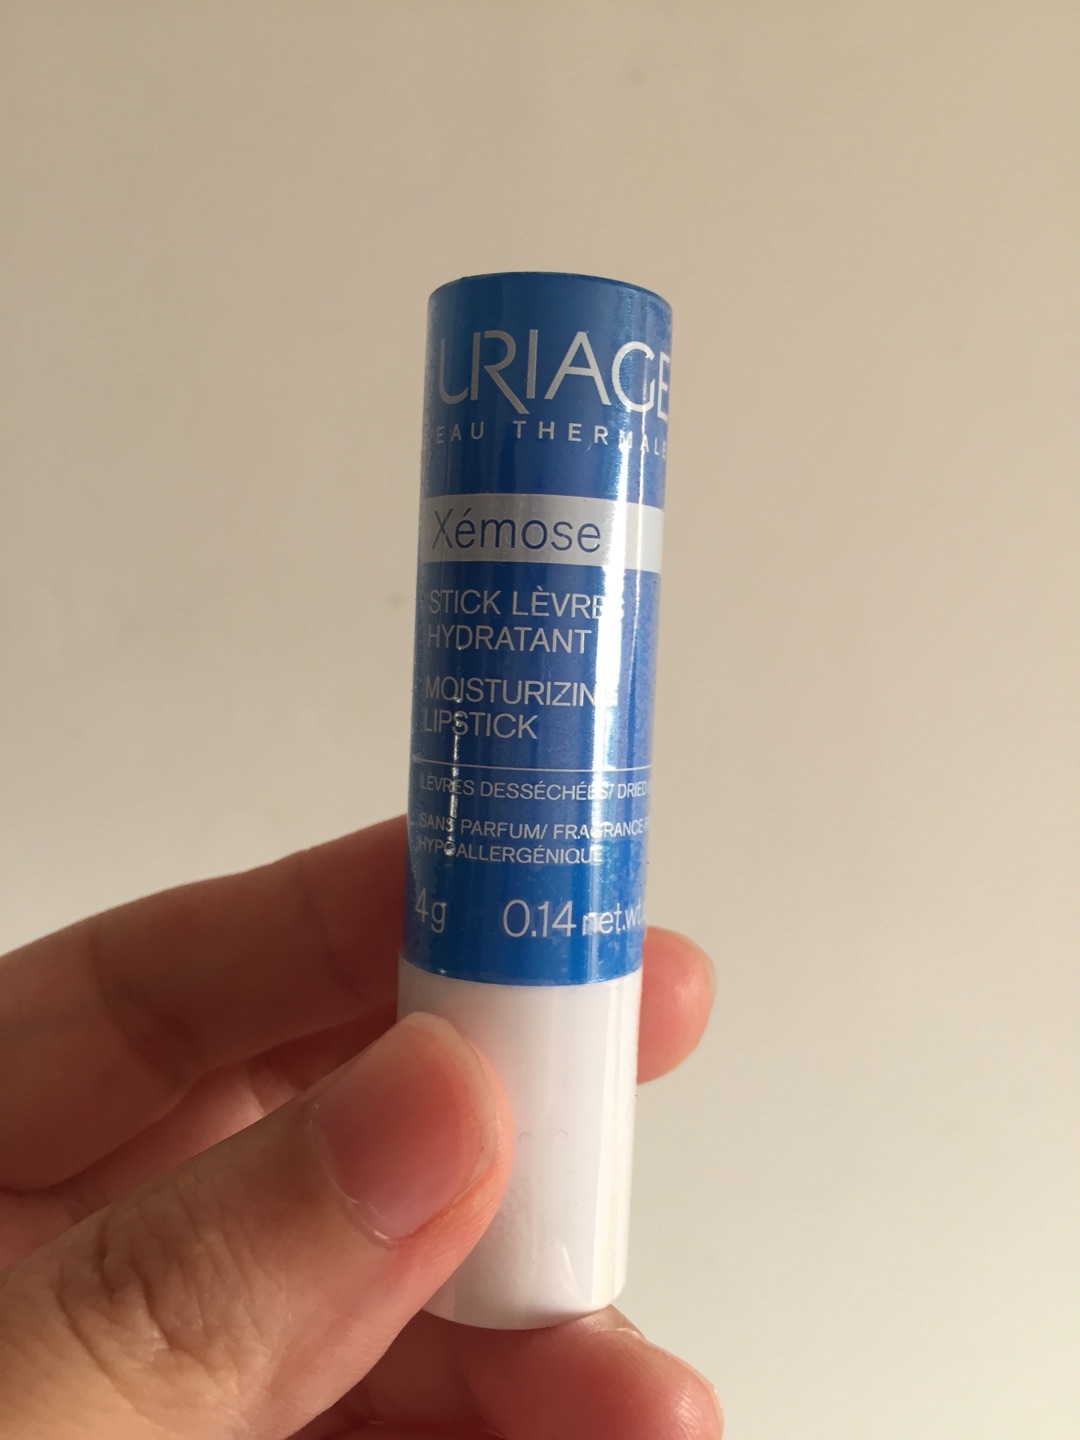 URIAGE
EAU THERMALE
Xémose
STICK LÈVRES
HYDRATANT
MOISTURIZING
LIPSTICK
LÈVRES DESSÉCHÉES/ DRIED
SANS PARFUM/ FRAGRANCE
HYPOALLERGÉNIQUE
4g 0.14 net.wt.